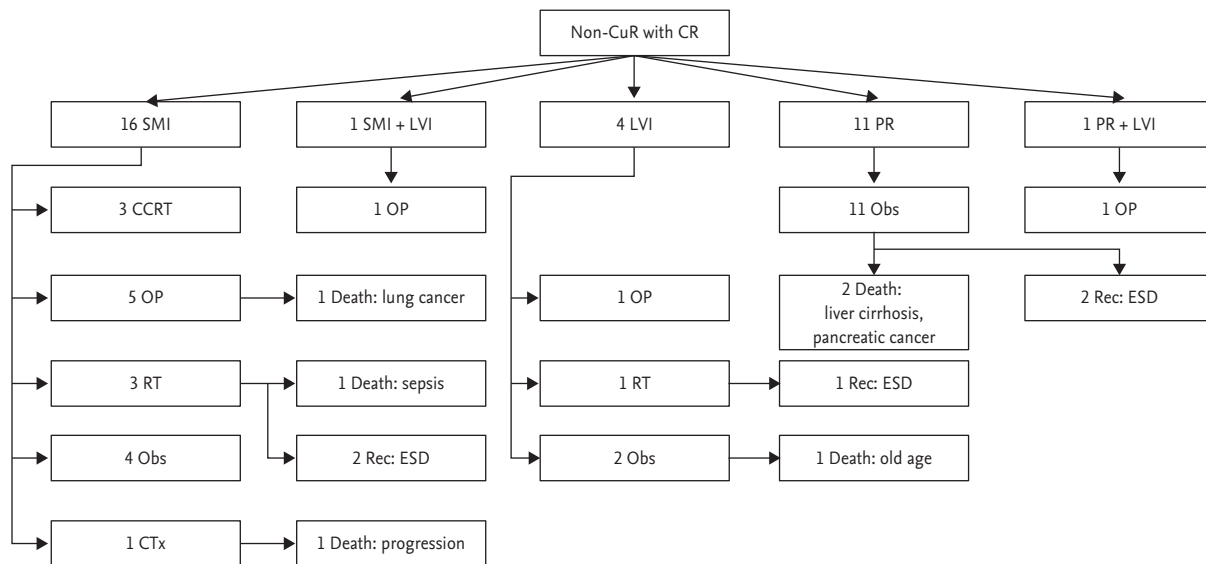 Non-CuR with CR
16 SMI
1 SMI + LVI
4 LVI
11 PR
1 PR + LVI
3 CCRT
1 OP
11 Obs
1 OP
5 OP
1 Death: lung cancer
1 OP
2 Death:
liver cirrhosis,
pancreatic cancer
2 Rec: ESD
3 RT
1 Death: sepsis
1 RT
1 Rec: ESD
4 Obs
2 Rec: ESD
2 Obs
1 Death: old age
1 CTx
1 Death: progression